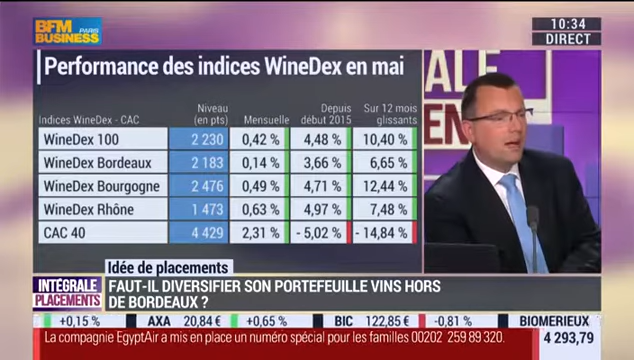 BFM
BUSINESS PARIS
10:34
DIRECT
Performance des indices WineDex en mai
Indices WineDex - CAC Niveau (en pts) Mensuelle Depuis début 2015 Sur 12 mois glissants
WineDex 100 2 230 0,42 % 4,48 % 10,40 %
WineDex Bordeaux 2 183 0,14 % 3,66 % 6,65 %
WineDex Bourgogne 2 476 0,49 % 4,71 % 12,44 %
WineDex Rhône 1 473 0,63 % 4,97 % 7,48 %
CAC 40 4 429 2,31 % - 5,02 % - 14,84 %
Idée de placements
INTÉGRALE
PLACEMENTS
FAUT-IL DIVERSIFIER SON PORTEFEUILLE VINS HORS
DE BORDEAUX ?
+0,15 % AXA 20,84 € +0,65 % BIC 122,85 € -0,81 % BIOMERIEUX
La compagnie EgyptAir a mis en place un numéro spécial pour les familles 00202 259 89 320. 4 293,79